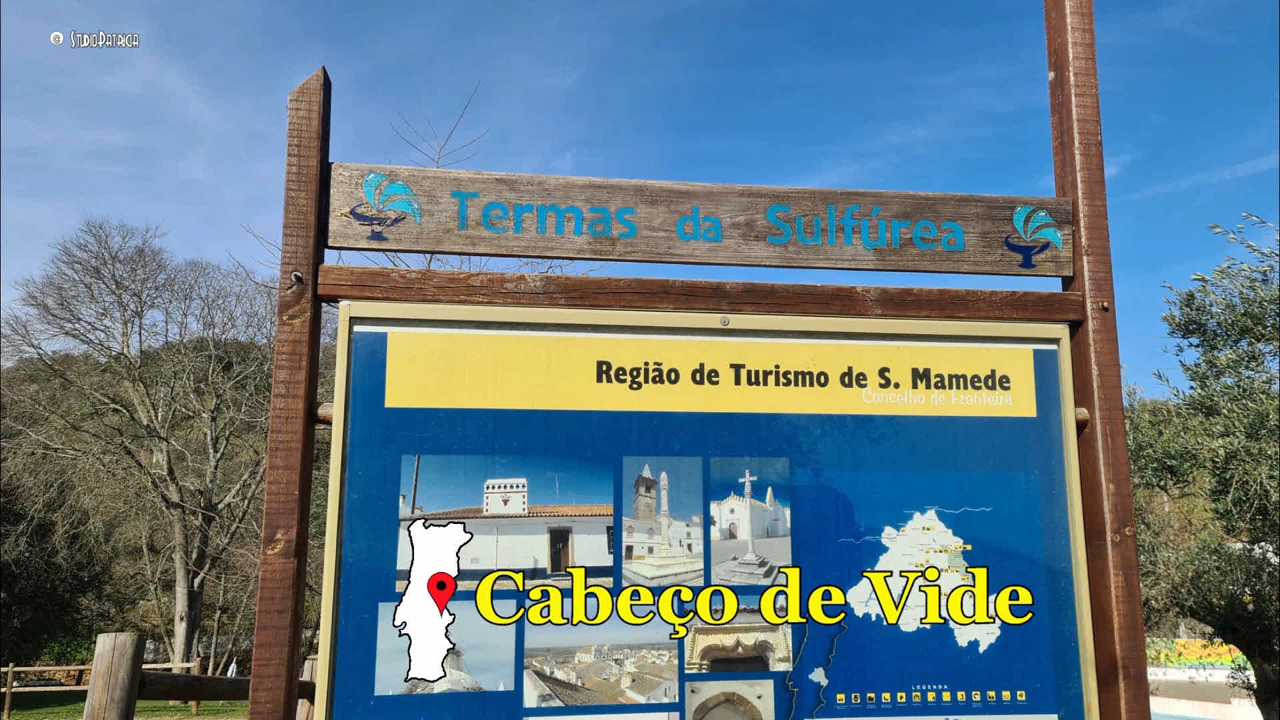 @ StudioPatricia
Termas da Sulfúrea
Região de Turismo de S. Mamede
Concelho de Fronteira
Cabeço de Vide
LEGENDA